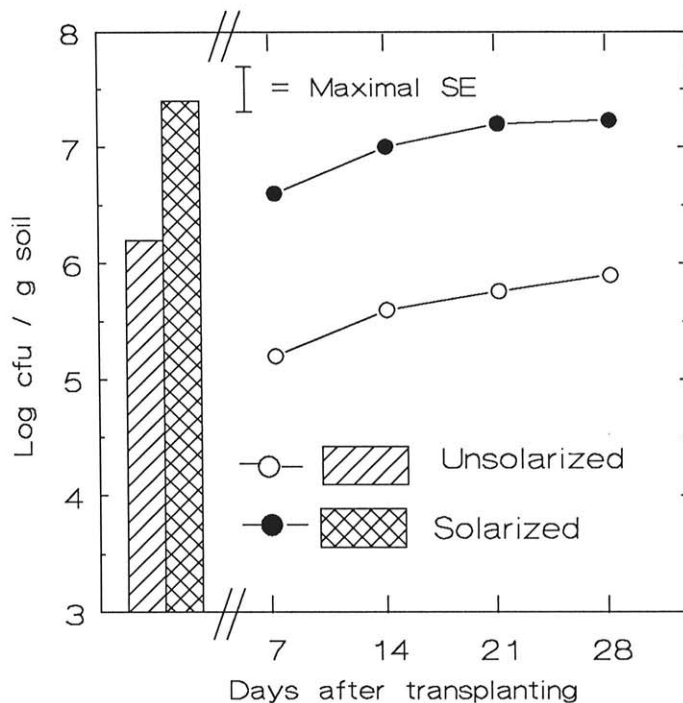 8
7
6
5
4
3
Log cfu / g soil
= Maximal SE
Unsolarized
Solarized
7 14 21 28
Days after transplanting